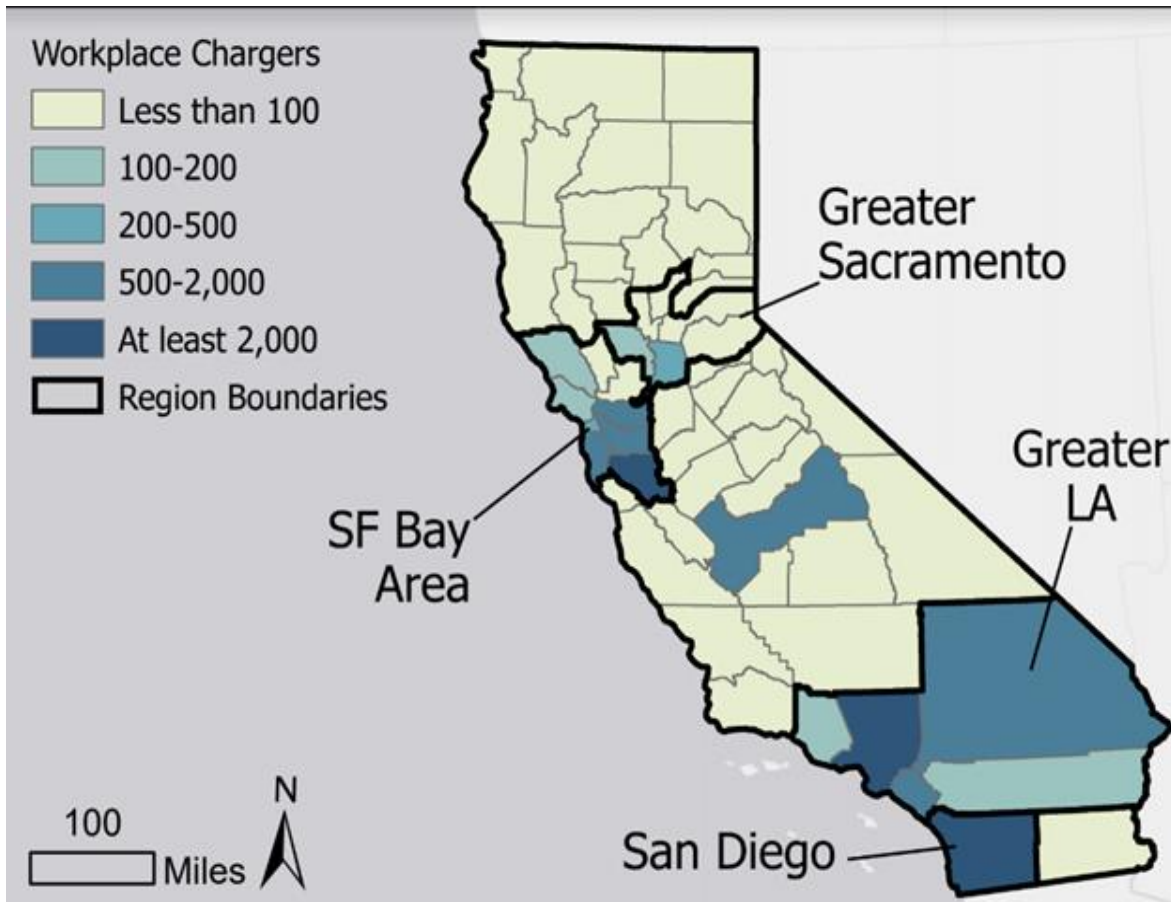 Workplace Chargers
Less than 100
100-200
200-500
500-2,000
At least 2,000
Region Boundaries
Greater
Sacramento
Greater
LA
SF Bay
Area
San Diego
100
Miles
N